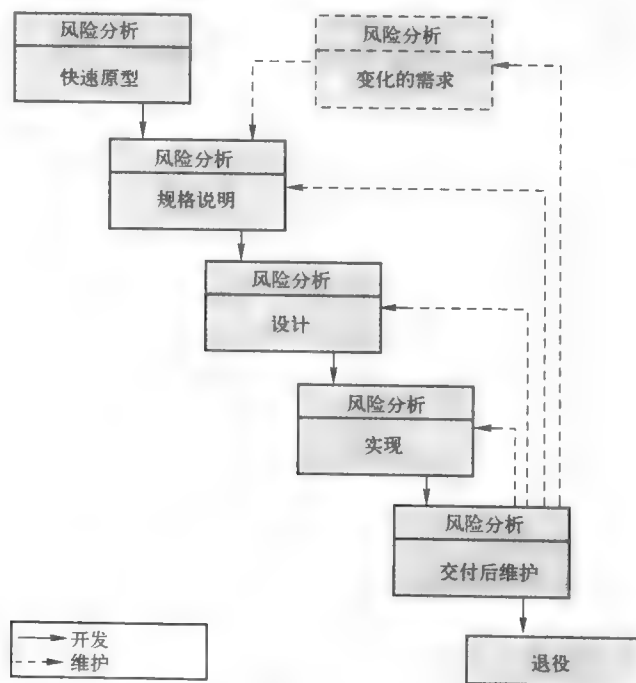 风险分析
快速原型
风险分析
变化的需求
风险分析
规格说明
风险分析
设计
风险分析
实现
风险分析
交付后维护
退役
开发
维护